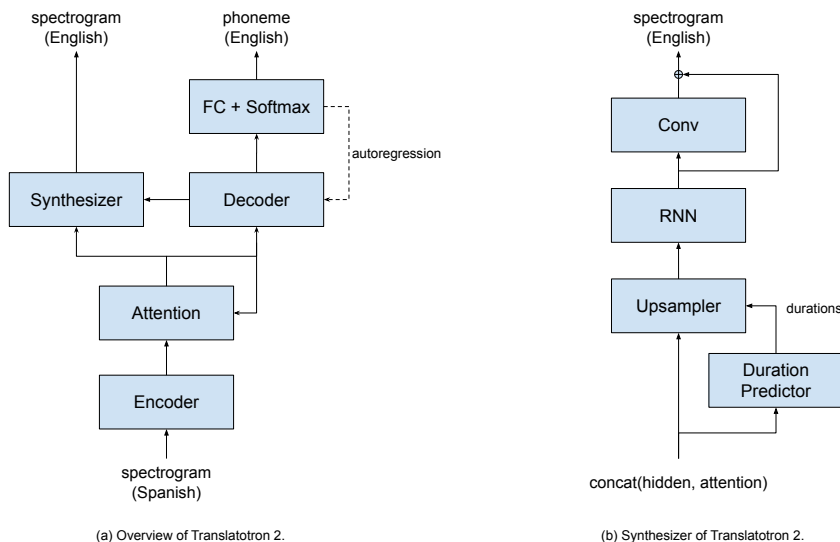 spectrogram
(English)
phoneme
(English)
FC + Softmax
autoregression
Synthesizer
Decoder
Attention
Encoder
spectrogram
(Spanish)
(a) Overview of Translatotron 2.
spectrogram
(English)
Conv
RNN
Upsampler
durations
Duration
Predictor
concat(hidden, attention)
(b) Synthesizer of Translatotron 2.